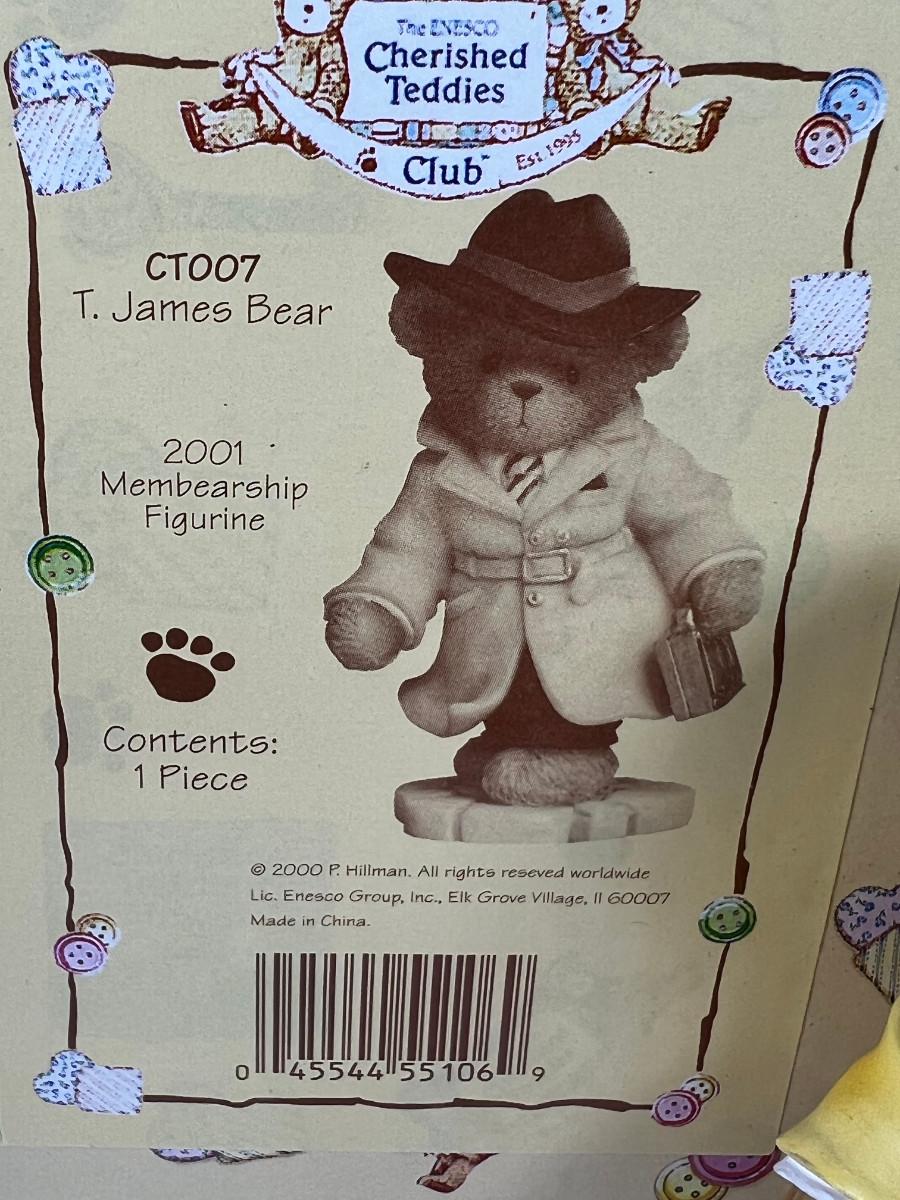 The ENESCO
Cherished
Teddies
Club™ Est 1995
CT007
T. James Bear
2001
Membearship
Figurine
Contents:
1 Piece
© 2000 P. Hillman. All rights reseved worldwide
Lic. Enesco Group, Inc., Elk Grove Village, Il 60007
Made in China.
0 45544 55106 9